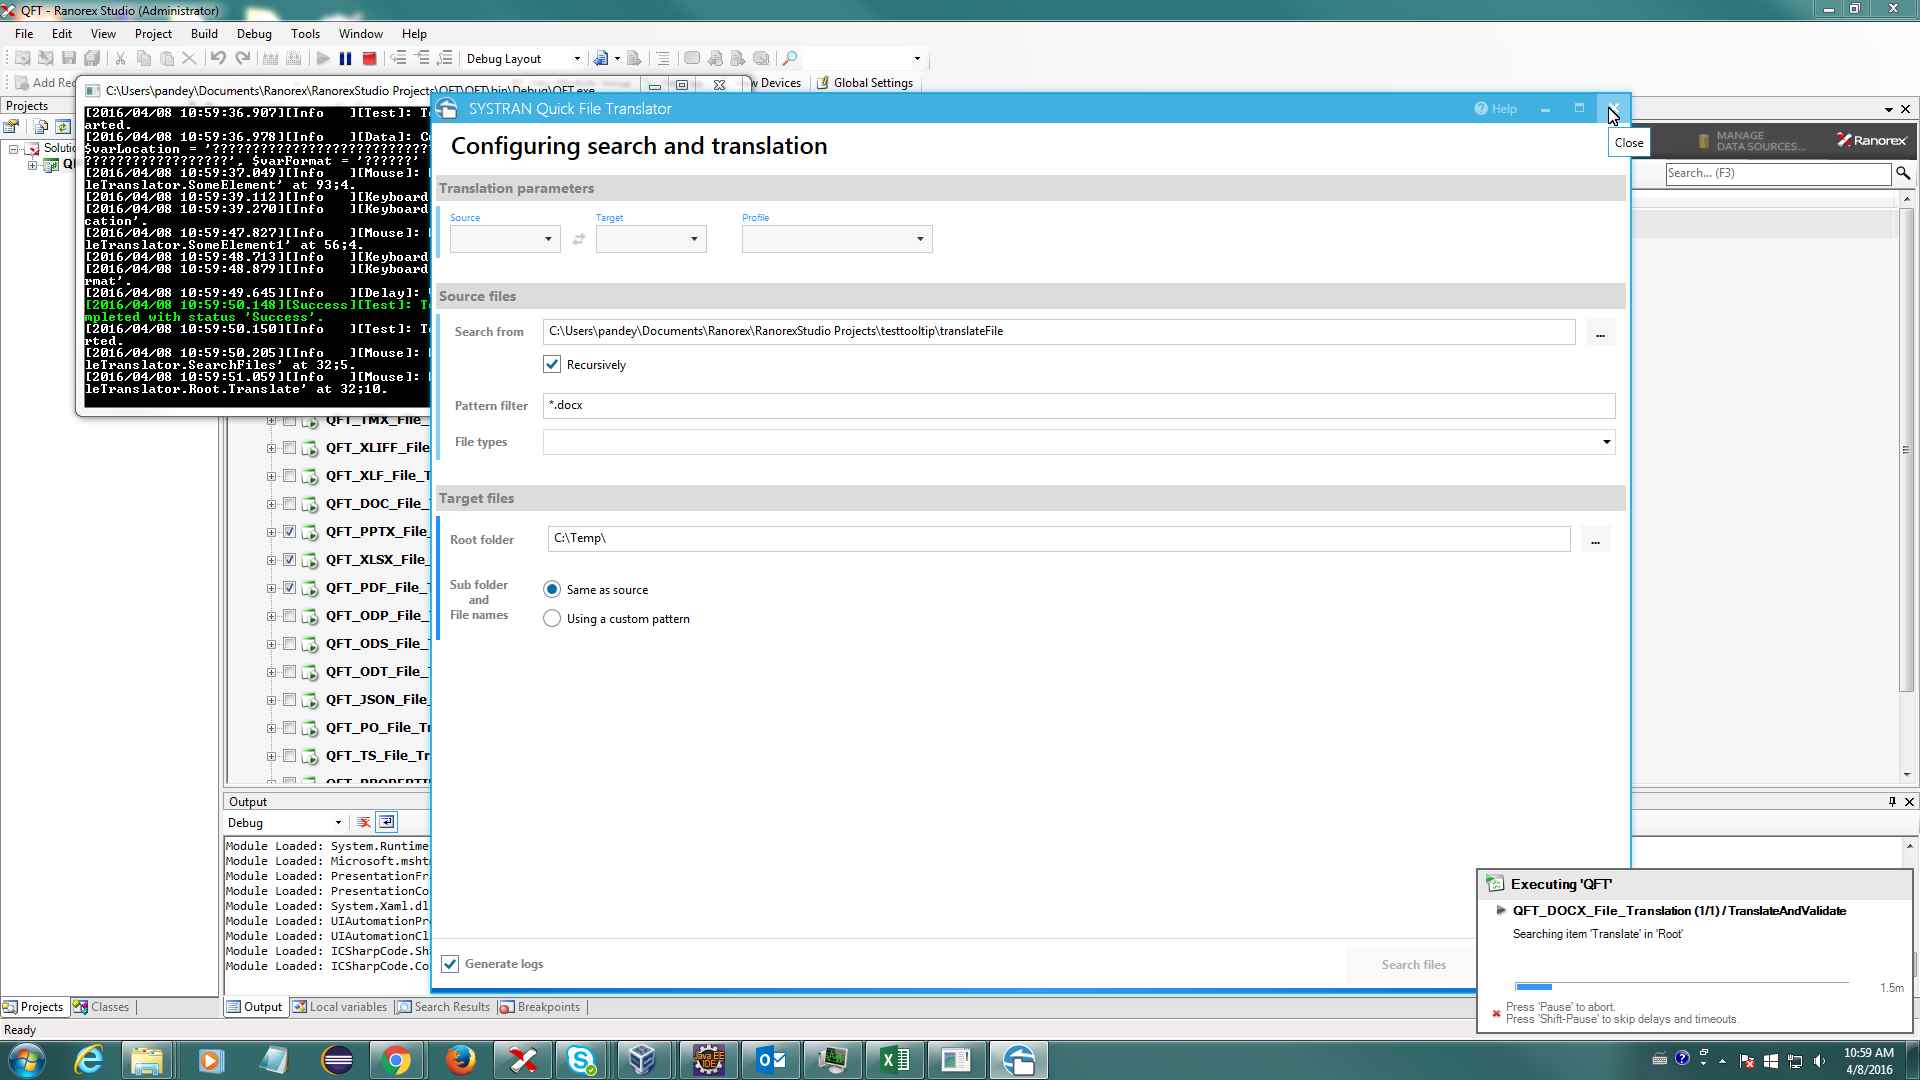 QFT - Ranorex Studio (Administrator)
File Edit View Project Build Debug Tools Window Help
Debug Layout
Devices Global Settings
C:\Users\pandey\Documents\Ranorex\RanorexStudio Projects\QFT\QFT\bin\Debug\QFT.exe
Projects
[2016/04/08 10:59:36.907][Info ][Test]:
arted.
[2016/04/08 10:59:36.978][Info ][Data]:
$varLocation = '
$varFormat = '??????'
[2016/04/08 10:59:37.049][Info ][Mouse]:
leTranslator.SomeElement' at 93;4.
[2016/04/08 10:59:39.112][Info ][Keyboard
[2016/04/08 10:59:39.270][Info ][Keyboard
cation'.
[2016/04/08 10:59:47.827][Info ][Mouse]:
leTranslator.SomeElement1' at 56;4.
[2016/04/08 10:59:48.713][Info ][Keyboard
[2016/04/08 10:59:48.879][Info ][Keyboard
rmat'.
[2016/04/08 10:59:49.645][Info ][Delay]:
[2016/04/08 10:59:50.148][Success][Test]:
mpleted with status 'Success'.
[2016/04/08 10:59:50.150][Info ][Test]:
rted.
[2016/04/08 10:59:50.205][Info ][Mouse]:
leTranslator.SearchFiles' at 32;5.
[2016/04/08 10:59:51.059][Info ][Mouse]:
leTranslator.Root.Translate' at 32;10.
SYSTRAN Quick File Translator
Help
Close
MANAGE
DATA SOURCES...
Ranorex
Search... (F3)
Configuring search and translation
Translation parameters
Source Target Profile
Source files
Search from C:\Users\pandey\Documents\Ranorex\RanorexStudio Projects\testtooltip\translateFile ...
Recursively
Pattern filter *.docx
File types
Target files
Root folder C:\Temp\ ...
Sub folder
and
File names
Same as source
Using a custom pattern
Generate logs
Search files
QFT_TMX_File_
QFT_XLIFF_File
QFT_XLF_File_T
QFT_DOC_File_
QFT_PPTX_File_
QFT_XLSX_File_
QFT_PDF_File_
QFT_ODP_File_
QFT_ODS_File_
QFT_ODT_File_
QFT_JSON_File_
QFT_PO_File_Tr
QFT_TS_File_Tr
Output
Debug
Module Loaded: System.Runtime
Module Loaded: Microsoft.msht
Module Loaded: PresentationFr
Module Loaded: PresentationCo
Module Loaded: System.Xaml.dl
Module Loaded: UIAutomationPr
Module Loaded: UIAutomationCl
Module Loaded: ICSharpCode.Sh
Module Loaded: ICSharpCode.Co
Executing 'QFT'
QFT_DOCX_File_Translation (1/1) / TranslateAndValidate
Searching item 'Translate' in 'Root'
1.5m
Press 'Pause' to abort.
Press 'Shift-Pause' to skip delays and timeouts.
Projects Classes
Output Local variables Search Results Breakpoints
Ready
Java EE
IDE
10:59 AM
4/8/2016